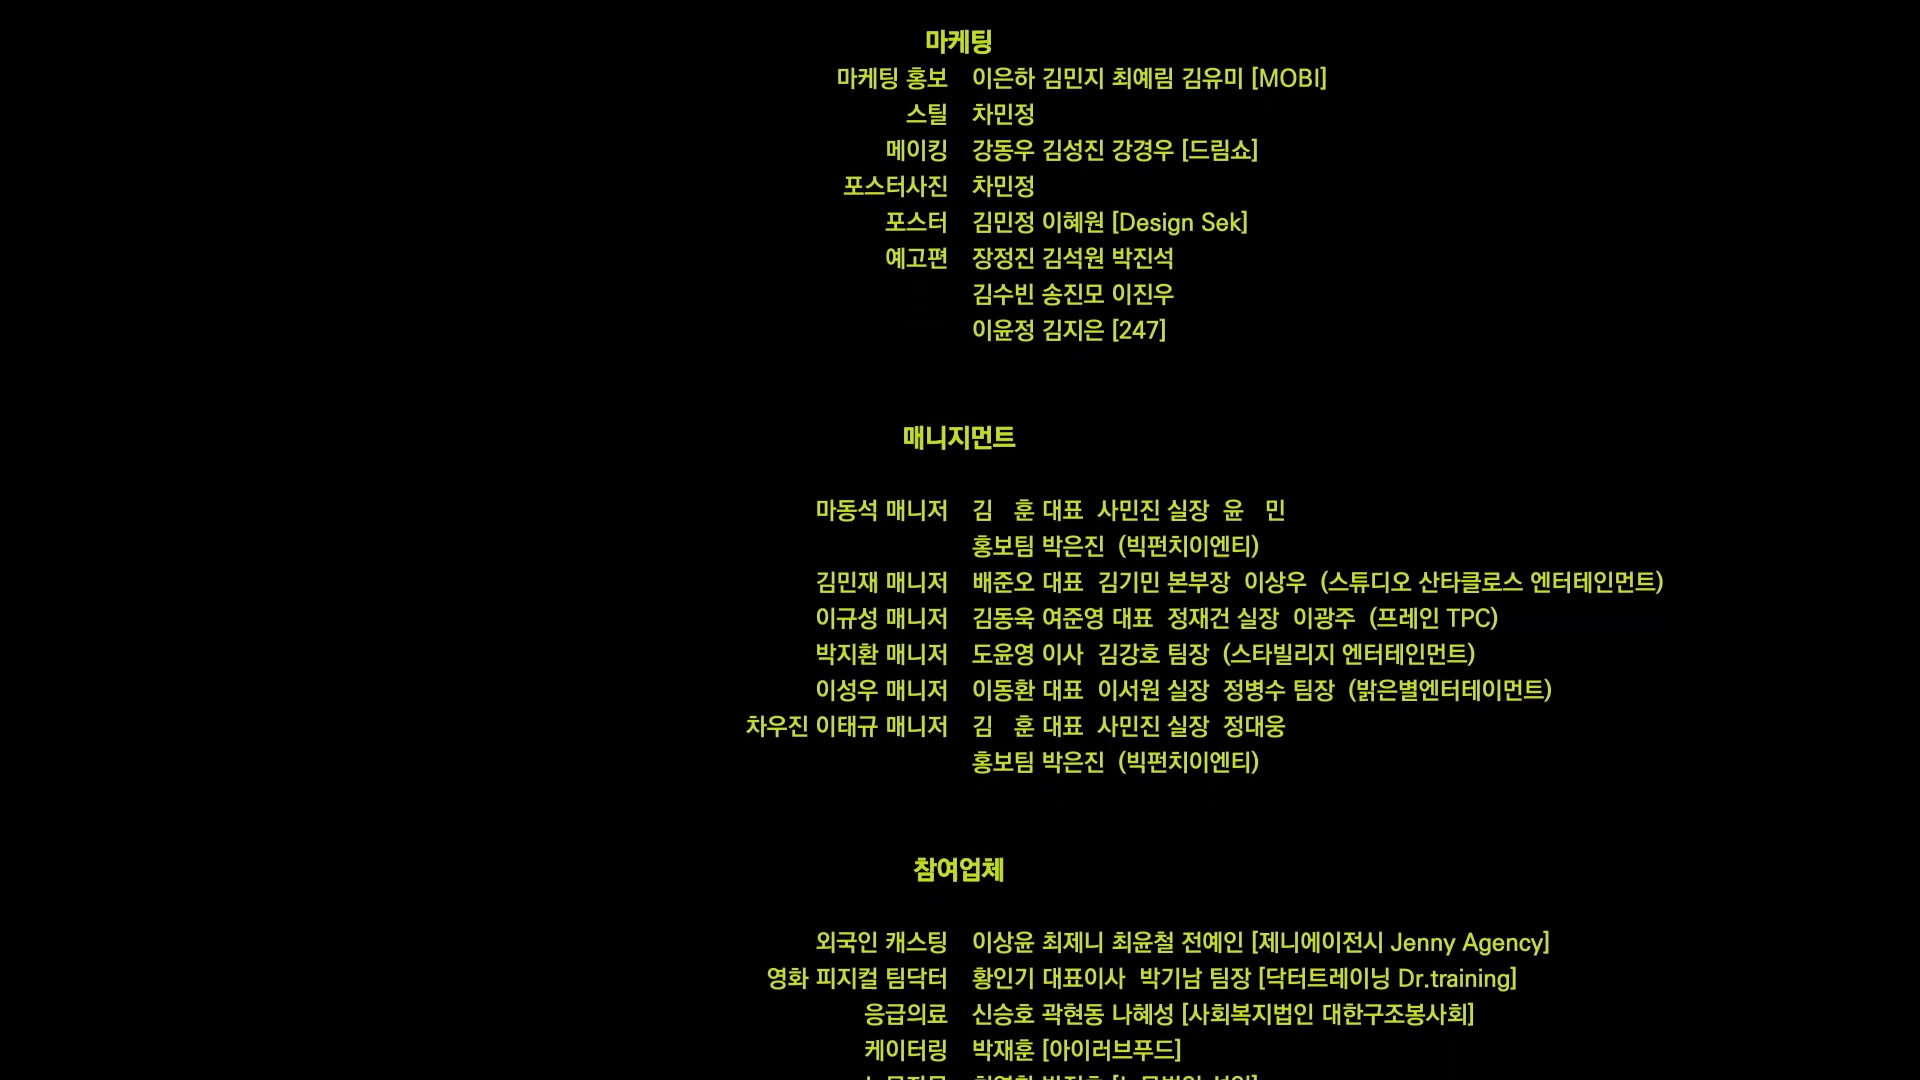 마케팅
마케팅 홍보 이은하 김민지 최예림 김유미 [MOBI]
스틸 차민정
메이킹 강동우 김성진 강경우 [드림쇼]
포스터사진 차민정
포스터 김민정 이혜원 [Design Sek]
예고편 장정진 김석원 박진석
김수빈 송진모 이진우
이윤정 김지은 [247]
매니지먼트
마동석 매니저 김 훈 대표 사민진 실장 윤 민
홍보팀 박은진 (빅펀치이엔티)
김민재 매니저 배준오 대표 김기민 본부장 이상우 (스튜디오 산타클로스 엔터테인먼트)
이규성 매니저 김동욱 여준영 대표 정재건 실장 이광주 (프레인 TPC)
박지환 매니저 도윤영 이사 김강호 팀장 (스타빌리지 엔터테인먼트)
이성우 매니저 이동환 대표 이서원 실장 정병수 팀장 (밝은별엔터테이먼트)
차우진 이태규 매니저 김 훈 대표 사민진 실장 정대웅
홍보팀 박은진 (빅펀치이엔티)
참여업체
외국인 캐스팅 이상윤 최제니 최윤철 전예인 [제니에이전시 Jenny Agency]
영화 피지컬 팀닥터 황인기 대표이사 박기남 팀장 [닥터트레이닝 Dr.training]
응급의료 신승호 곽현동 나혜성 [사회복지법인 대한구조봉사회]
케이터링 박재훈 [아이러브푸드]